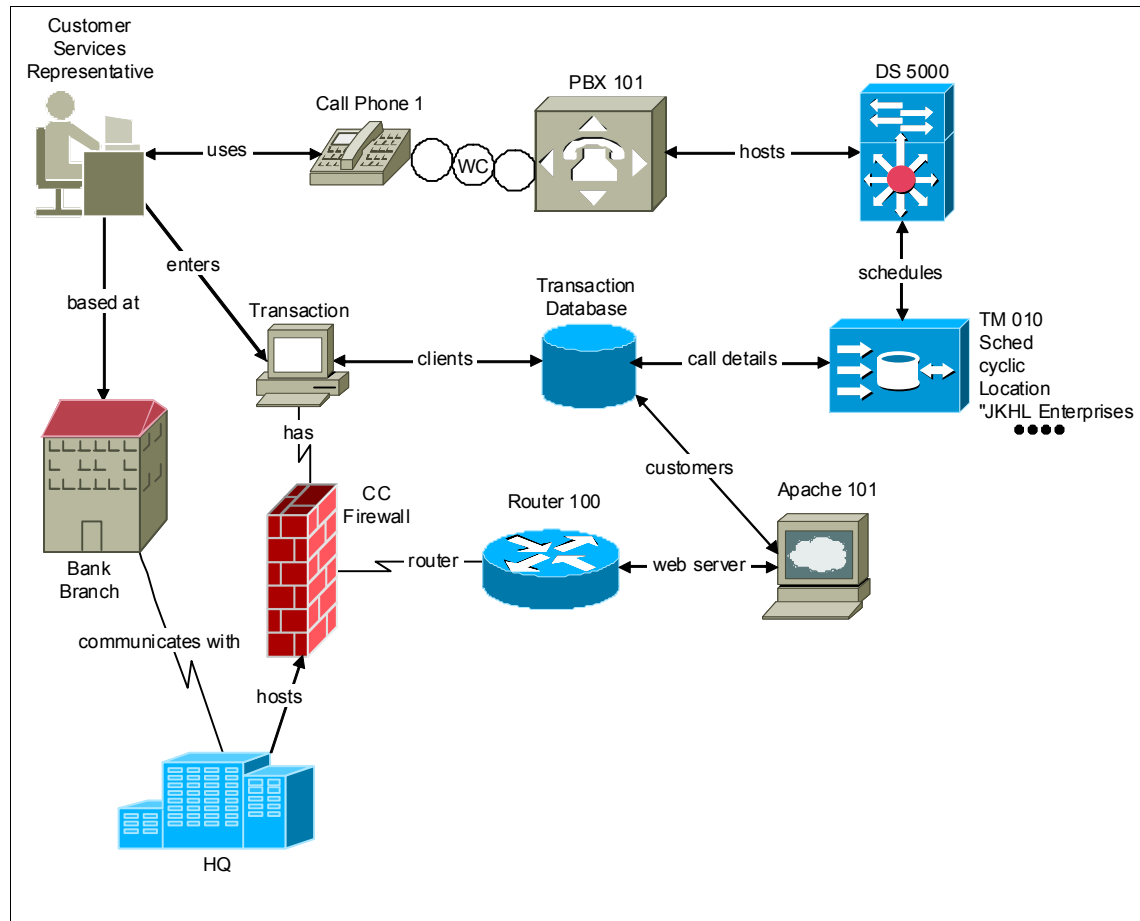 Customer
Services
Representative
Call Phone 1
PBX 101
DS 5000
uses
WC
hosts
enters
schedules
based at
Transaction
Transaction
Database
TM 010
Sched
cyclic
Location
"JKHL Enterprises
clients
call details
has
customers
CC
Firewall
Router 100
Apache 101
router
web server
Bank
Branch
communicates with
hosts
HQ